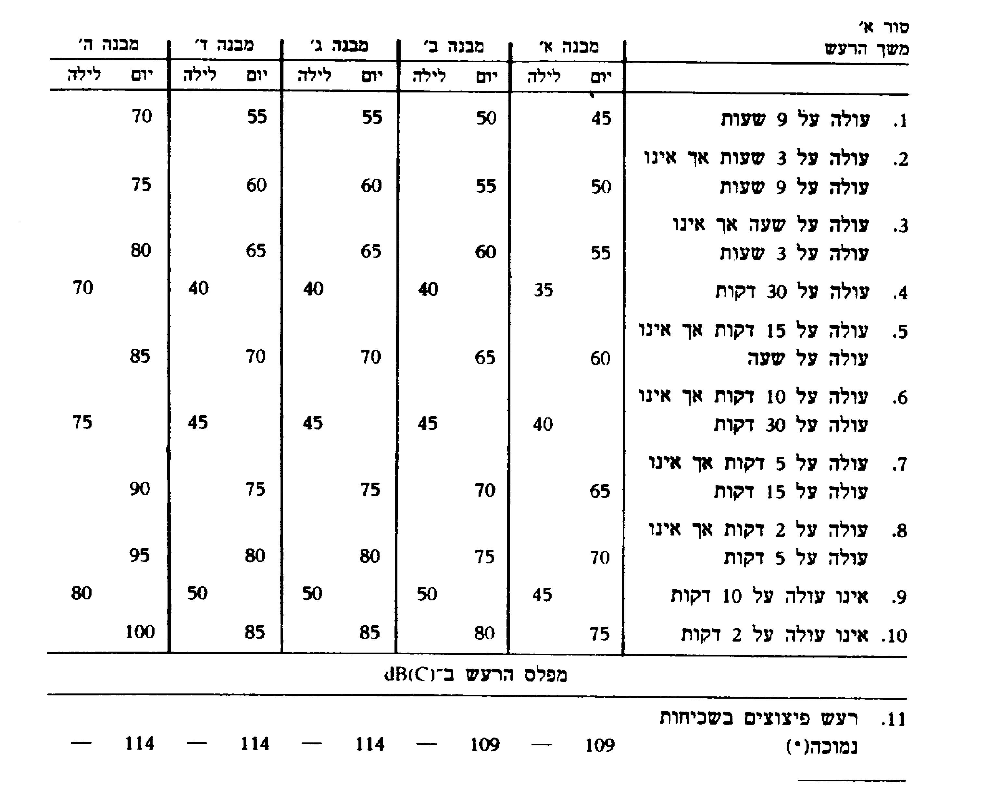 טור א׳
משך הרעש מבנה א׳ מבנה ב׳ מבנה ג׳ מבנה ד׳ מבנה ה׳
יום לילה יום לילה יום לילה יום לילה יום לילה
1. עולה על 9 שעות 45 50 55 55 70
2. עולה על 3 שעות אך אינו
עולה על 9 שעות 50 55 60 60 75
3. עולה על שעה אך אינו
עולה על 3 שעות 55 60 65 65 80
4. עולה על 30 דקות 35 40 40 40 70
5. עולה על 15 דקות אך אינו
עולה על שעה 60 65 70 70 85
6. עולה על 10 דקות אך אינו
עולה על 30 דקות 40 45 45 45 75
7. עולה על 5 דקות אך אינו
עולה על 15 דקות 65 70 75 75 90
8. עולה על 2 דקות אך אינו
עולה על 5 דקות 70 75 80 80 95
9. אינו עולה על 10 דקות 45 50 50 50 80
10. אינו עולה על 2 דקות 75 80 85 85 100
מפלס הרעש ב־dB(C)
11. רעש פיצוצים בשכיחות
נמוכה(*) 109 — 109 — 114 — 114 — 114 —